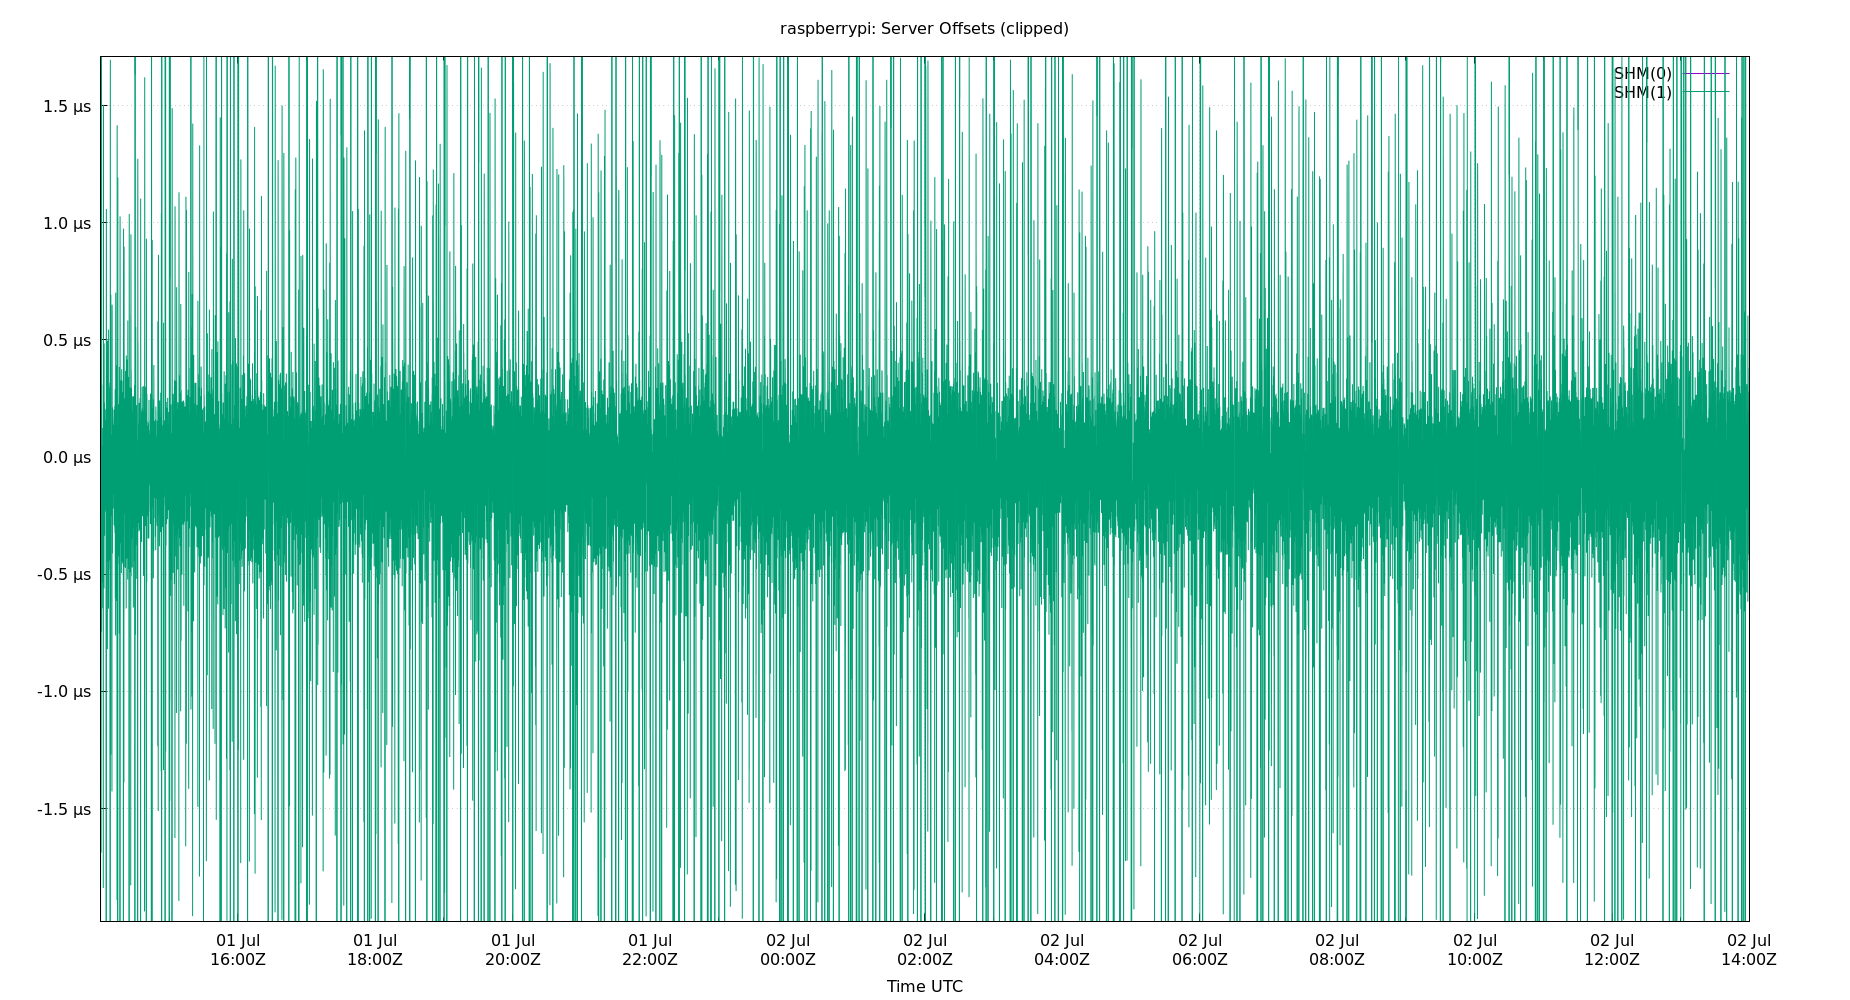 raspberrypi: Server Offsets (clipped)
SHM(0)
SHM(1)
1.5 µs
1.0 µs
0.5 µs
0.0 µs
-0.5 µs
-1.0 µs
-1.5 µs
01 Jul 01 Jul 01 Jul 01 Jul 02 Jul 02 Jul 02 Jul 02 Jul 02 Jul 02 Jul 02 Jul 02 Jul
16:00Z 18:00Z 20:00Z 22:00Z 00:00Z 02:00Z 04:00Z 06:00Z 08:00Z 10:00Z 12:00Z 14:00Z
Time UTC